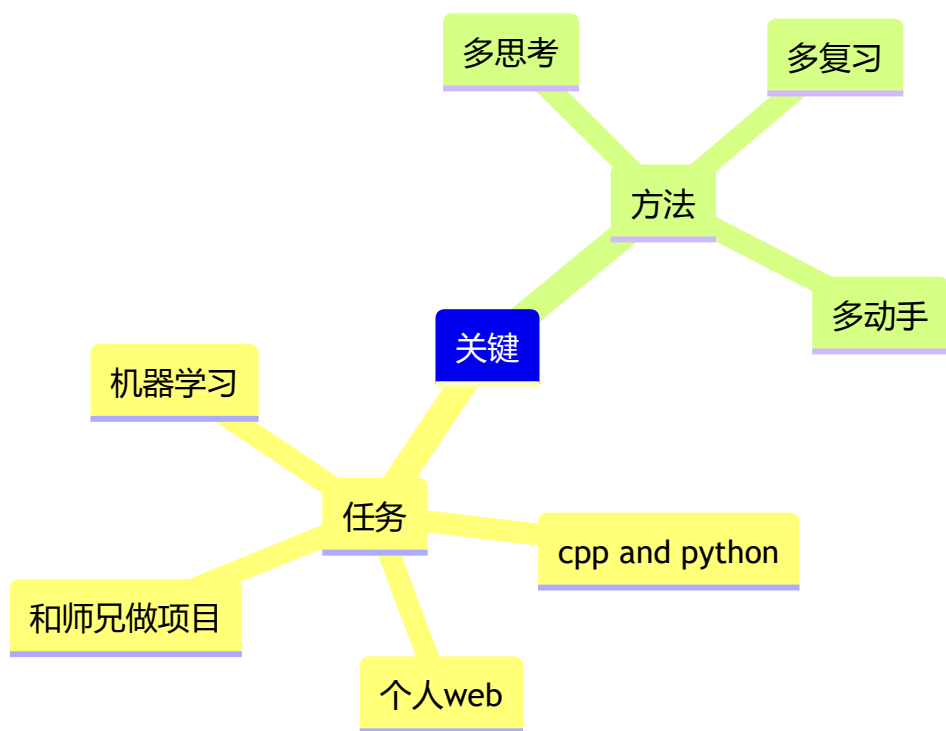 多思考
多复习
方法
多动手
关键
机器学习
任务
cpp and python
和师兄做项目
个人web